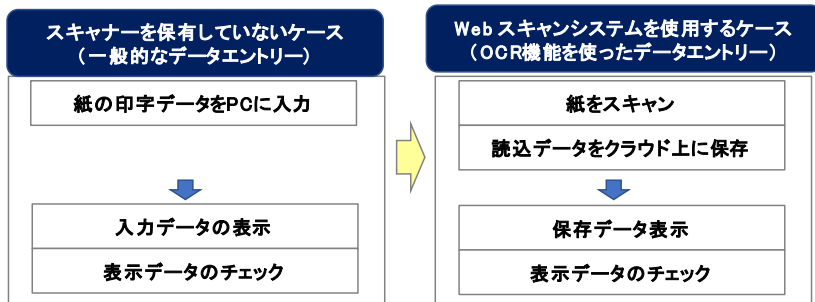 スキャナーを保有していないケース
（一般的なデータエントリー）
紙の印字データをPCに入力
入力データの表示
表示データのチェック
Web スキャンシステムを使用するケース
（OCR機能を使ったデータエントリー）
紙をスキャン
読込データをクラウド上に保存
保存データ表示
表示データのチェック